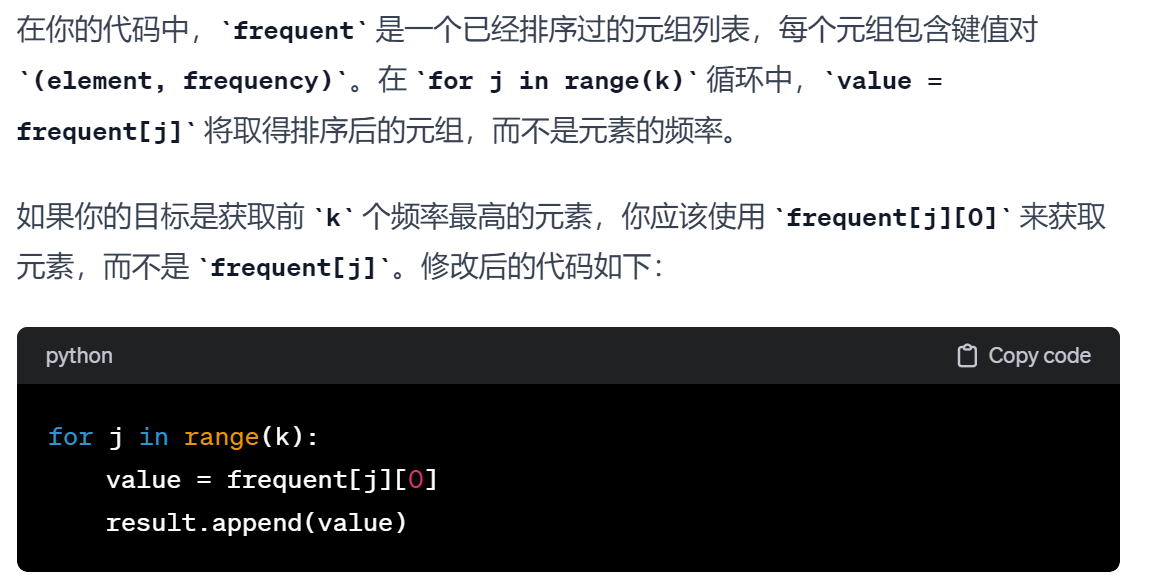 在你的代码中，`frequent` 是一个已经排序过的元组列表，每个元组包含键值对
`(element, frequency)`。在 `for j in range(k)` 循环中，`value =
frequent[j]` 将取得排序后的元组，而不是元素的频率。
如果你的目标是获取前 `k` 个频率最高的元素，你应该使用 `frequent[j][0]` 来获取
元素，而不是 `frequent[j]`。修改后的代码如下：
python Copy code
for j in range(k):
    value = frequent[j][0]
    result.append(value)